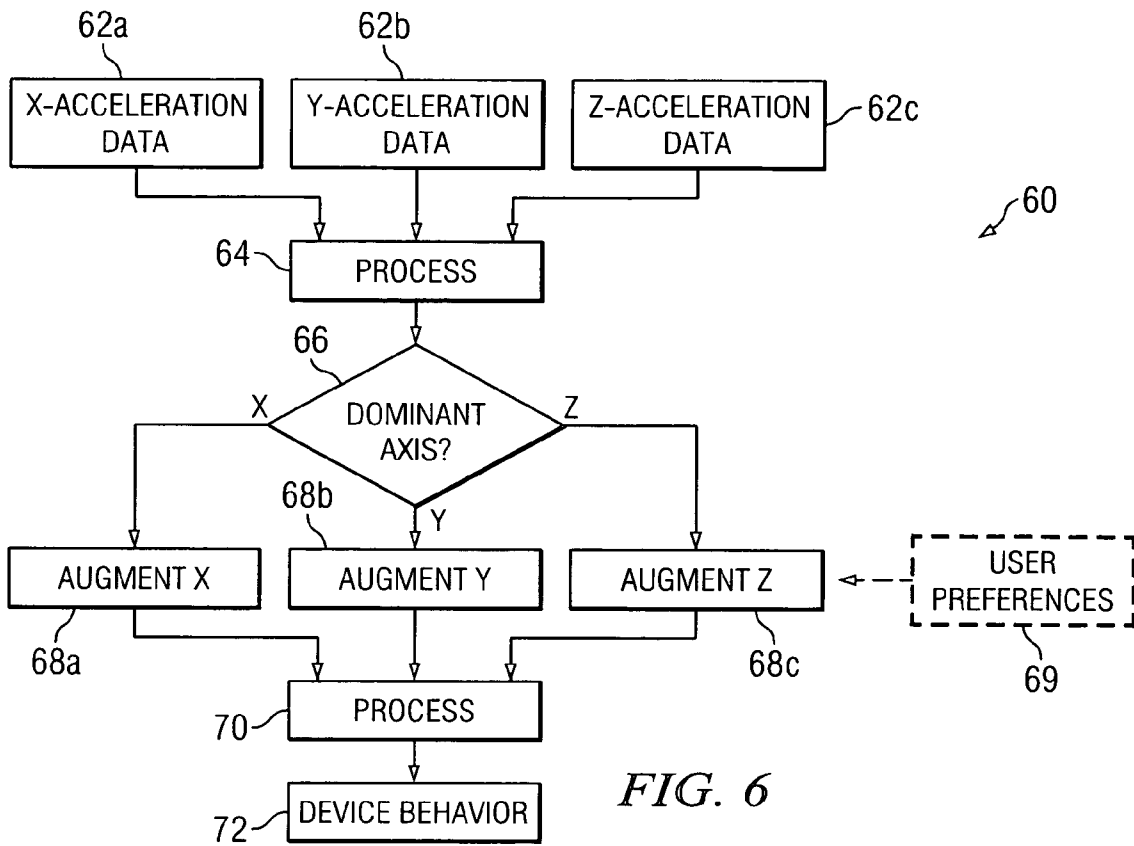 62a
62b
X-ACCELERATION
DATA
Y-ACCELERATION
DATA
Z-ACCELERATION
DATA
62c
60
64
PROCESS
66
X
DOMINANT
AXIS?
Z
Y
68b
AUGMENT X
AUGMENT Y
AUGMENT Z
USER
PREFERENCES
68a
68c
69
70
PROCESS
72
DEVICE BEHAVIOR
FIG. 6